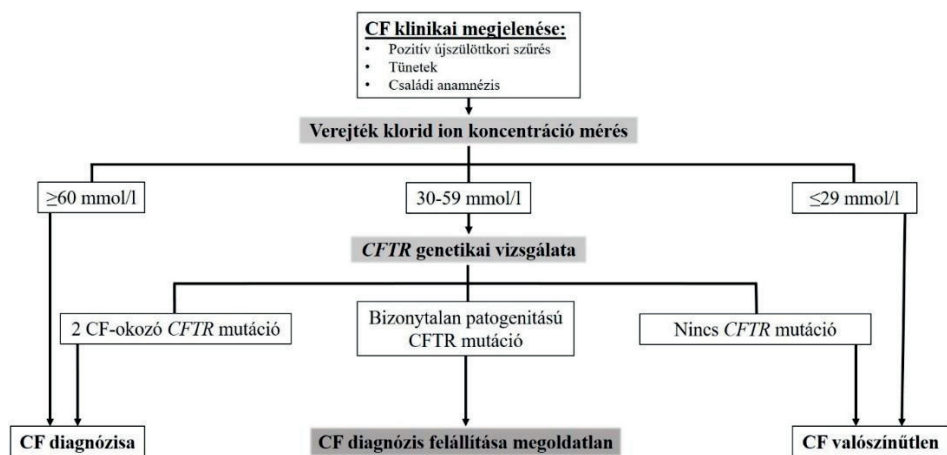 CF klinikai megjelenése:
• Pozitív újszülöttkori szűrés
• Tünetek
• Családi anamnézis
Verejték klorid ion koncentráció mérés
≥60 mmol/l
30-59 mmol/l
≤29 mmol/l
CFTR genetikai vizsgálata
2 CF-okozó CFTR mutáció
Bizonytalan patogenitású
CFTR mutáció
Nincs CFTR mutáció
CF diagnózisa
CF diagnózis felállítása megoldatlan
CF valószínűtlen